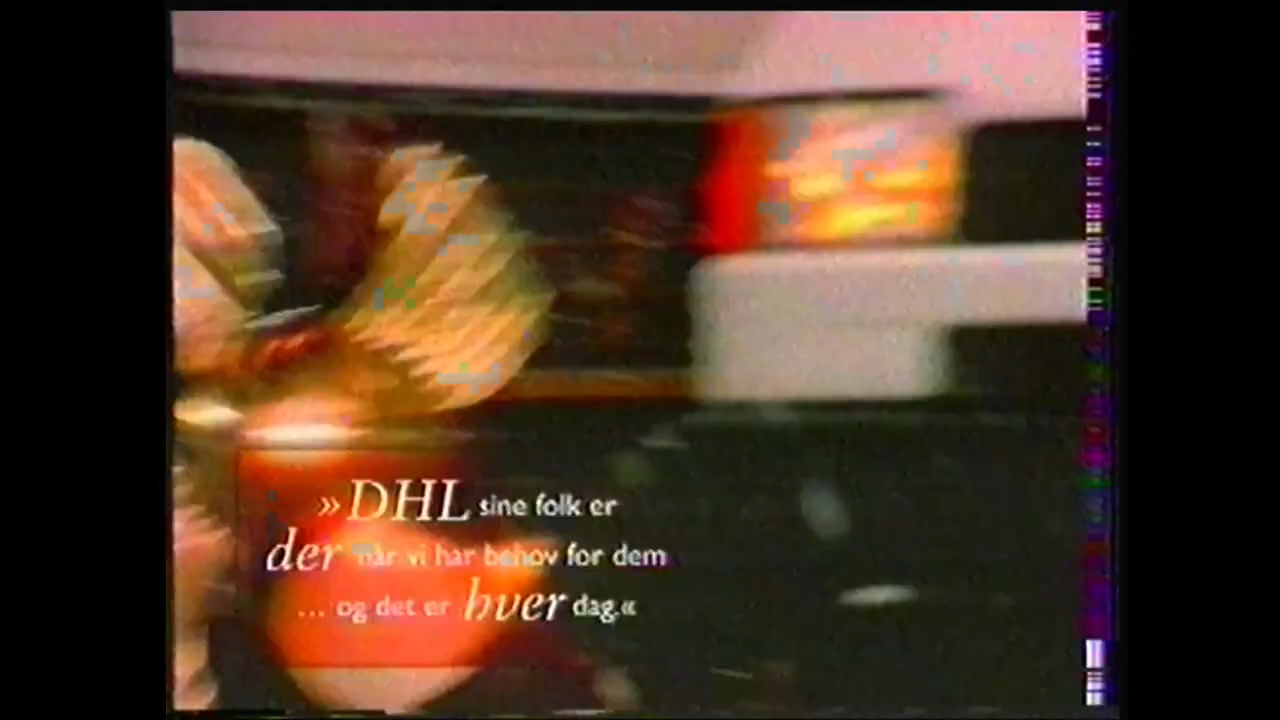 »DHL sine folk er
der når vi har behov for dem
... og det er hver dag.«